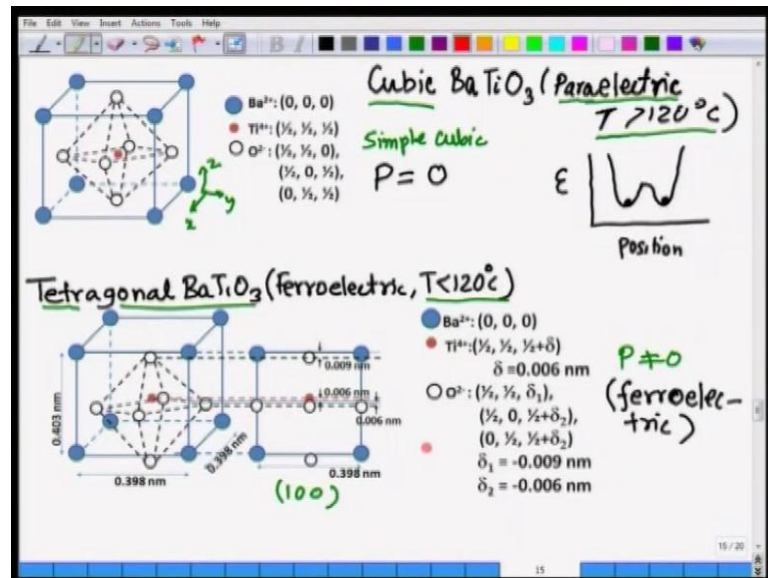 File Edit View Insert Actions Tools Help
Cubic BaTiO3 (Paraelectric
T >120°C)
Ba²⁺: (0, 0, 0)
Ti⁴⁺: (½, ½, ½)
O²⁻: (½, ½, 0),
(½, 0, ½),
(0, ½, ½)
Simple cubic
P = 0
z
y
x
ε
Position
Tetragonal BaTiO3 (ferroelectric, T<120°C)
0.403 nm
0.398 nm
0.398 nm
0.009 nm
0.006 nm
0.006 nm
0.398 nm
(100)
Ba²⁺: (0, 0, 0)
Ti⁴⁺: (½, ½, ½+δ)
δ =0.006 nm
O²⁻: (½, ½, δ₁),
(½, 0, ½+δ₂),
(0, ½, ½+δ₂)
δ₁ = -0.009 nm
δ₂ = -0.006 nm
P ≠ 0
(ferroelec-
tric)
15 / 20
15